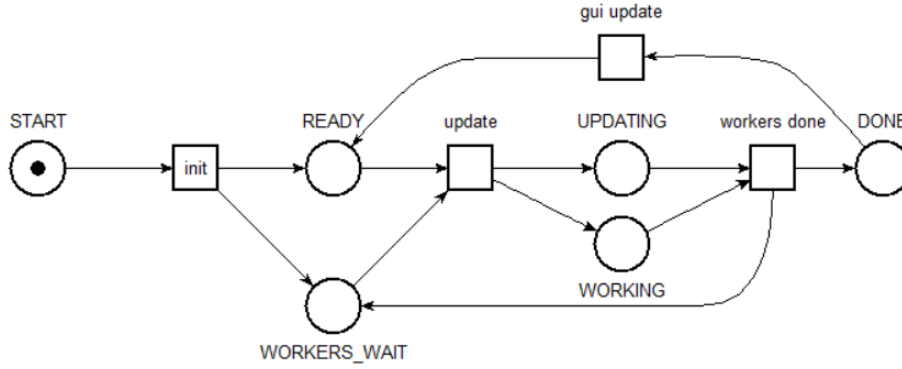 gui update
START
READY
update
UPDATING
workers done
DONE
init
WORKING
WORKERS_WAIT